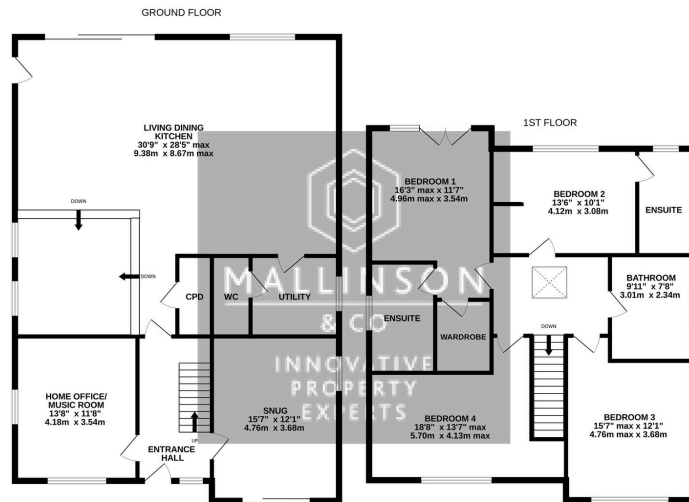 GROUND FLOOR
LIVING DINING
KITCHEN
30'9" x 28'5" max
9.38m x 8.67m max
DOWN
DOWN
CPD
WC
UTILITY
HOME OFFICE/
MUSIC ROOM
13'8" x 11'8"
4.18m x 3.54m
UP
ENTRANCE
HALL
SNUG
15'7" x 12'1"
4.76m x 3.68m
1ST FLOOR
BEDROOM 1
16'3" max x 11'7"
4.96m max x 3.54m
BEDROOM 2
13'6" x 10'1"
4.12m x 3.08m
ENSUITE
BATHROOM
9'11" x 7'8"
3.01m x 2.34m
ENSUITE
WARDROBE
DOWN
BEDROOM 4
18'8" x 13'7" max
5.70m x 4.13m max
BEDROOM 3
15'7" max x 12'1"
4.76m max x 3.68m
MALLINSON
& CO
INNOVATIVE
PROPERTY
EXPERTS